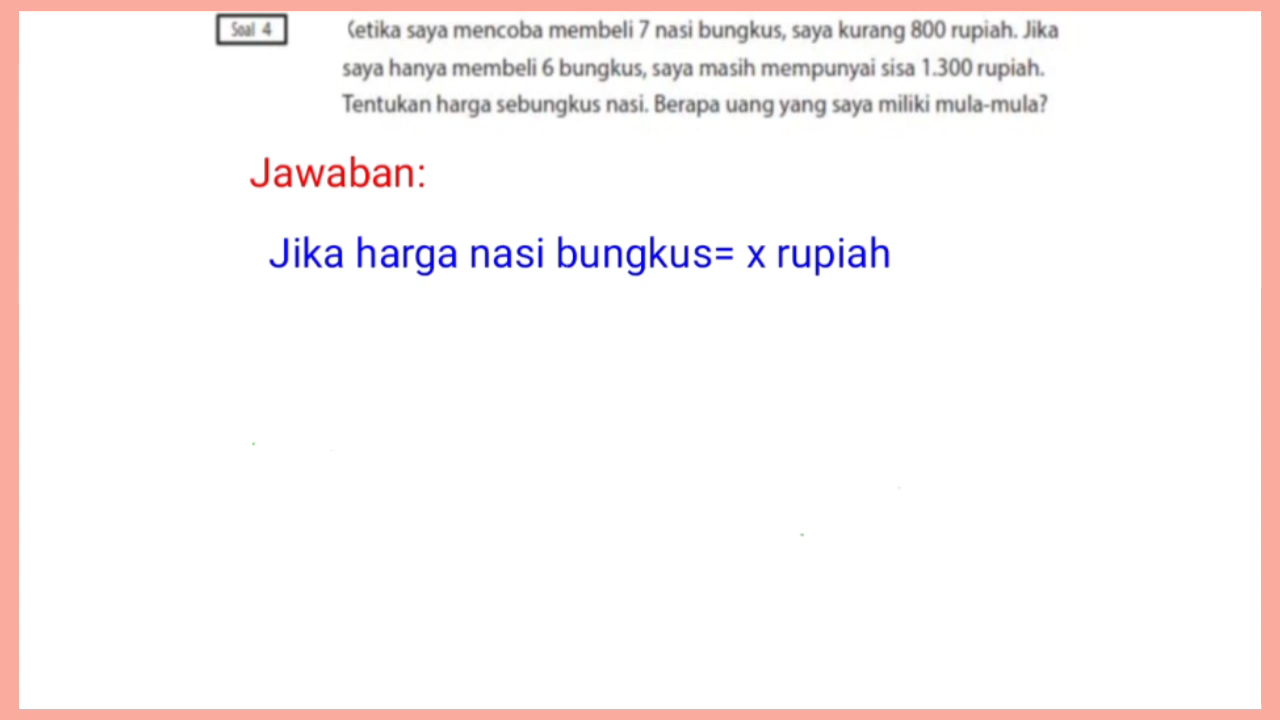 Soal 4
Ketika saya mencoba membeli 7 nasi bungkus, saya kurang 800 rupiah. Jika
saya hanya membeli 6 bungkus, saya masih mempunyai sisa 1.300 rupiah.
Tentukan harga sebungkus nasi. Berapa uang yang saya miliki mula-mula?
Jawaban:
Jika harga nasi bungkus= x rupiah